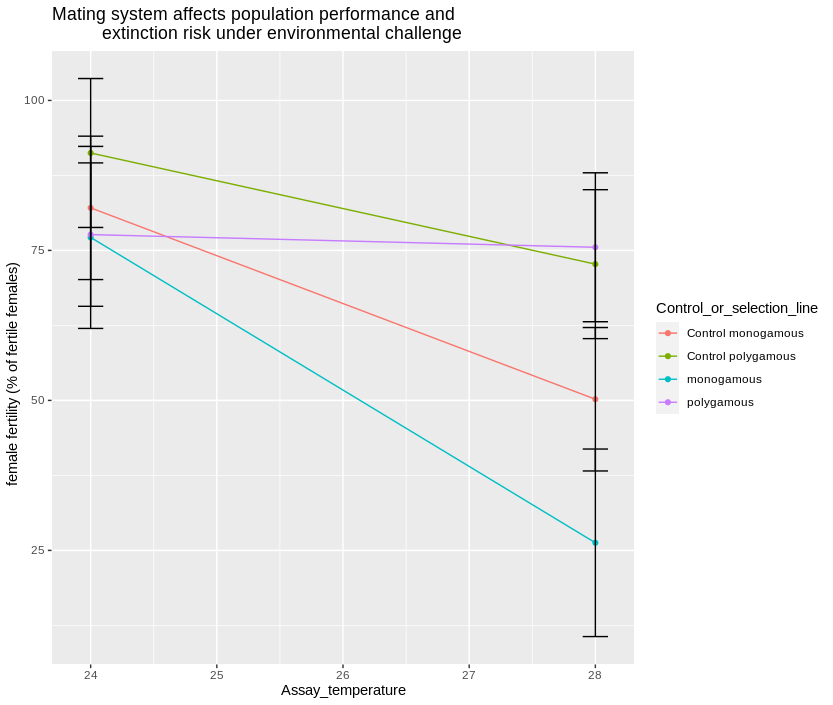 Mating system affects population performance and
extinction risk under environmental challenge
female fertility (% of fertile females)
100
75
50
25
24 25 26 27 28
Assay_temperature
Control_or_selection_line
Control monogamous
Control polygamous
monogamous
polygamous